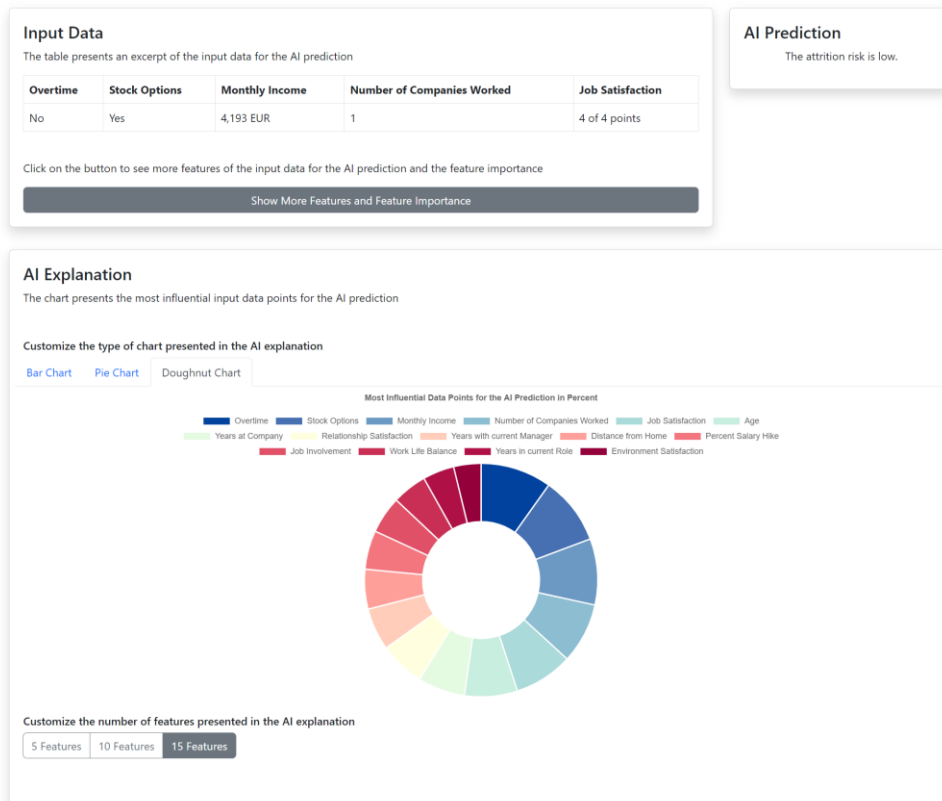 Input Data
The table presents an excerpt of the input data for the AI prediction
Overtime Stock Options Monthly Income Number of Companies Worked Job Satisfaction
No Yes 4,193 EUR 1 4 of 4 points
Click on the button to see more features of the input data for the AI prediction and the feature importance
Show More Features and Feature Importance
AI Prediction
The attrition risk is low.
AI Explanation
The chart presents the most influential input data points for the AI prediction
Customize the type of chart presented in the AI explanation
Bar Chart Pie Chart Doughnut Chart
Most Influential Data Points for the AI Prediction in Percent
Overtime Stock Options Monthly Income Number of Companies Worked Job Satisfaction Age
Years at Company Relationship Satisfaction Years with current Manager Distance from Home Percent Salary Hike
Job Involvement Work Life Balance Years in current Role Environment Satisfaction
Customize the number of features presented in the AI explanation
5 Features 10 Features 15 Features